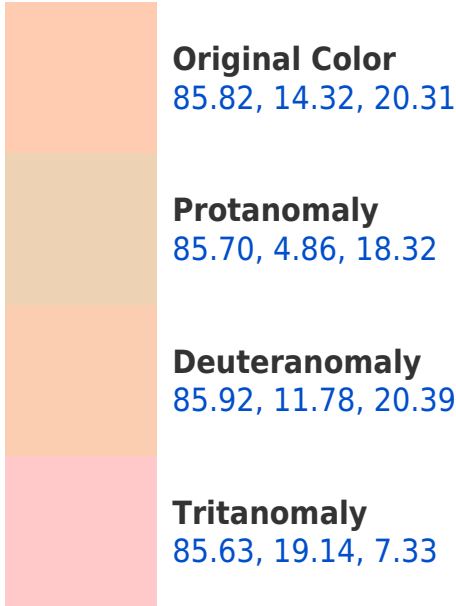 Original Color
85.82, 14.32, 20.31
Protanomaly
85.70, 4.86, 18.32
Deuteranomaly
85.92, 11.78, 20.39
Tritanomaly
85.63, 19.14, 7.33